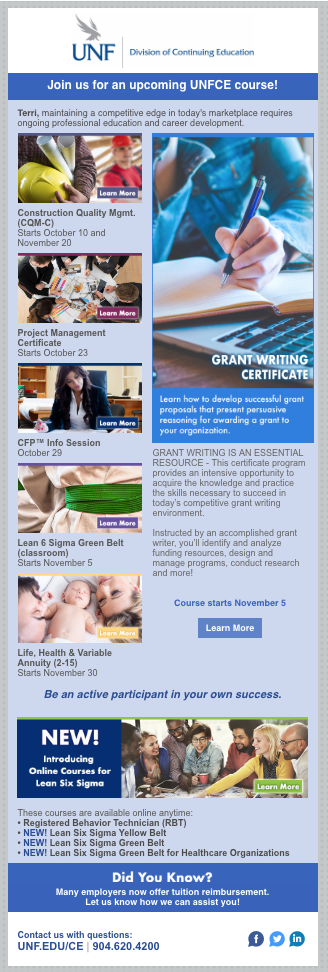 UNF
Division of Continuing Education
Join us for an upcoming UNFCE course!
Terri, maintaining a competitive edge in today's marketplace requires
ongoing professional education and career development.
Learn More
Construction Quality Mgmt.
(CQM-C)
Starts October 10 and
November 20
Learn More
Project Management
Certificate
Starts October 23
Learn More
CFP™ Info Session
October 29
Learn More
Lean 6 Sigma Green Belt
(classroom)
Starts November 5
Learn More
Life, Health & Variable
Annuity (2-15)
Starts November 30
GRANT WRITING
CERTIFICATE
Learn how to develop successful grant
proposals that present persuasive
reasoning for awarding a grant to
your organization.
GRANT WRITING IS AN ESSENTIAL
RESOURCE - This certificate program
provides an intensive opportunity to
acquire the knowledge and practice
the skills necessary to succeed in
today's competitive grant writing
environment.
Instructed by an accomplished grant
writer, you'll identify and analyze
funding resources, design and
manage programs, conduct research
and more!
Course starts November 5
Learn More
Be an active participant in your own success.
NEW!
Introducing
Online Courses for
Lean Six Sigma
Learn More
These courses are available online anytime:
• Registered Behavior Technician (RBT)
• NEW! Lean Six Sigma Yellow Belt
• NEW! Lean Six Sigma Green Belt
• NEW! Lean Six Sigma Green Belt for Healthcare Organizations
Did You Know?
Many employers now offer tuition reimbursement.
Let us know how we can assist you!
Contact us with questions:
UNF.EDU/CE | 904.620.4200